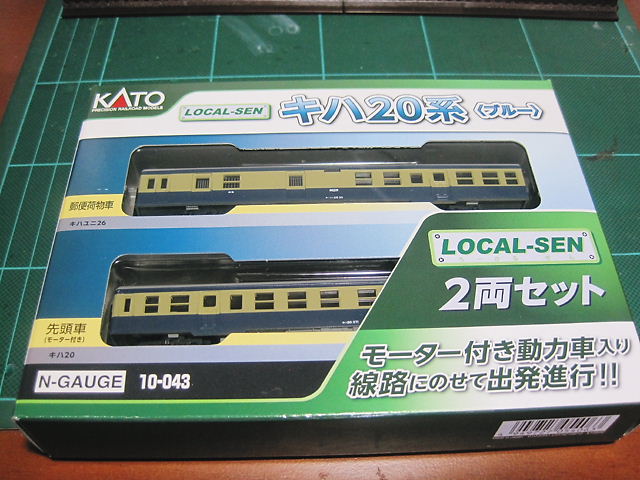 KATO
PRECISION RAILROAD MODELS
LOCAL-SEN キハ20系〈ブルー〉
郵便荷物車
キハユニ26
LOCAL-SEN
2両セット
先頭車
(モーター付き)
キハ20
モーター付き動力車入り
線路にのせて出発進行!!
N-GAUGE 10-043